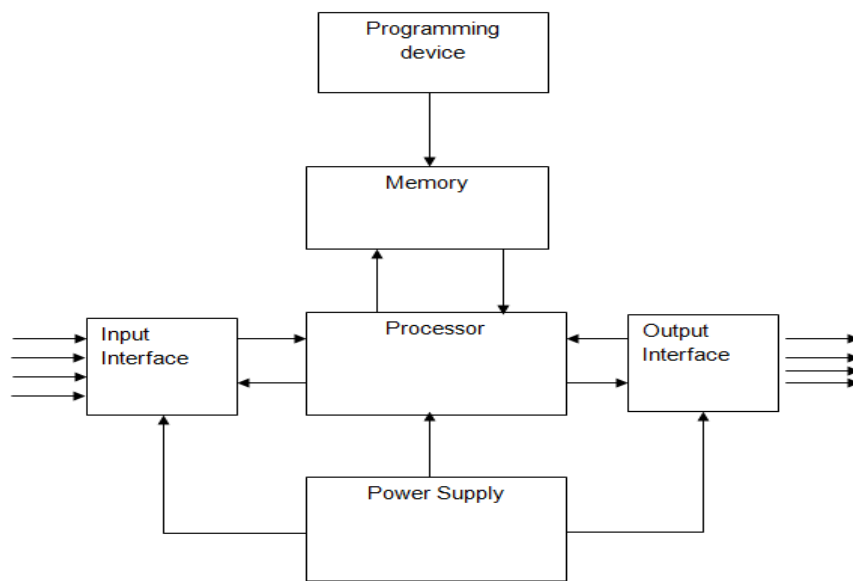 Programming
device
Memory
Input
Interface
Processor
Output
Interface
Power Supply